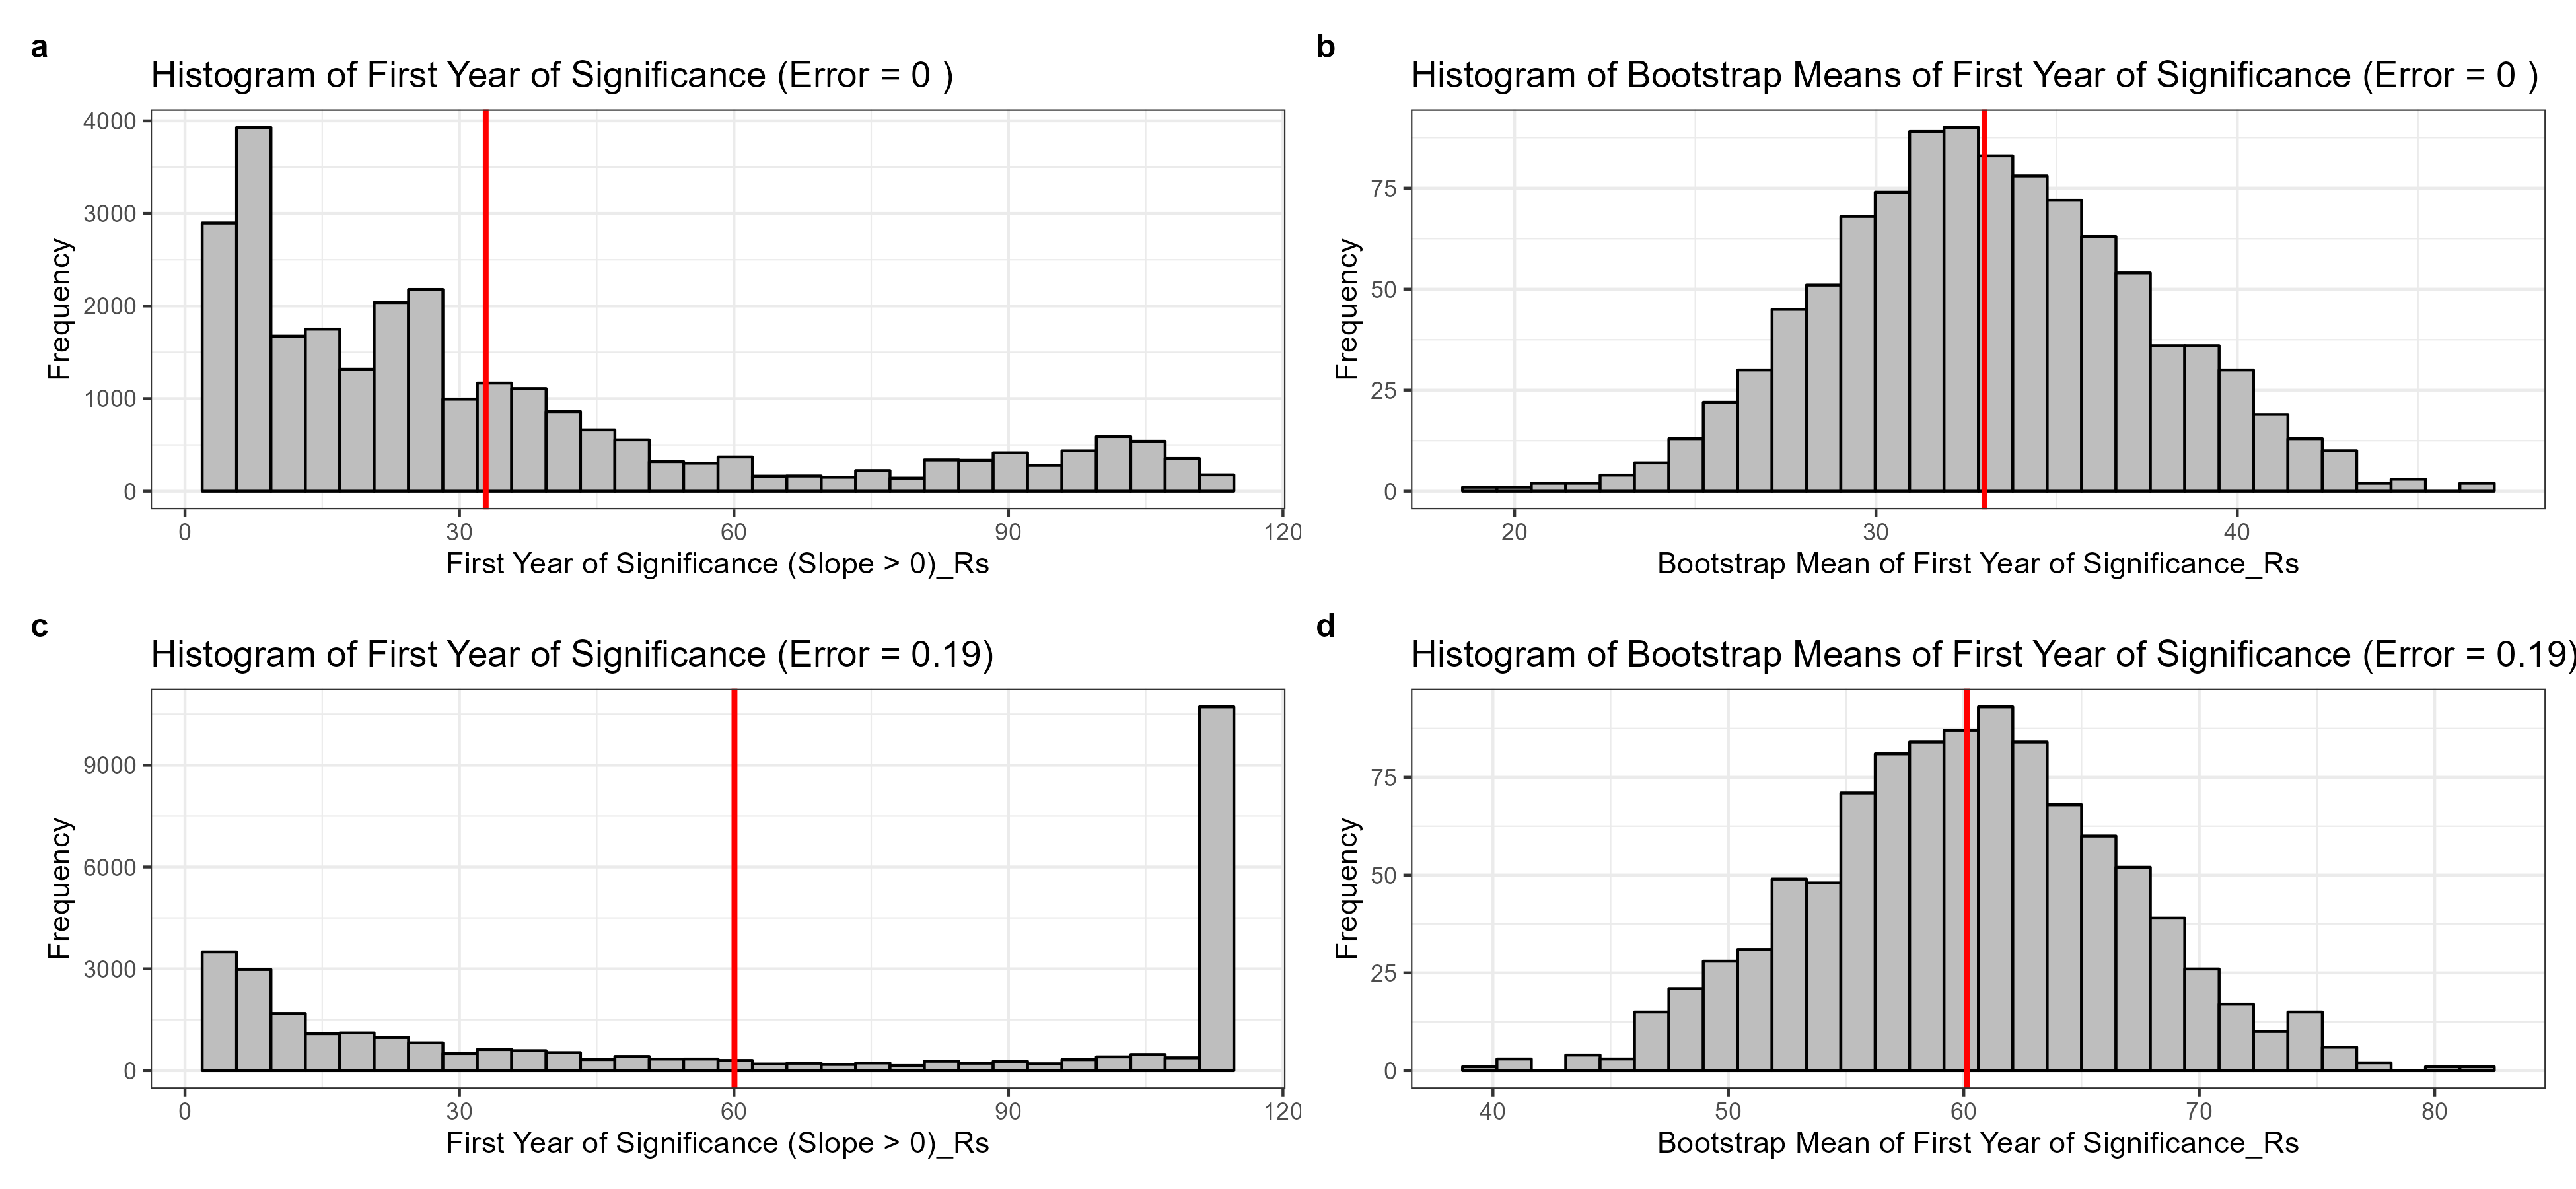 a
Histogram of First Year of Significance (Error = 0 )
Frequency
4000
3000
2000
1000
0
0 30 60 90 120
First Year of Significance (Slope > 0)_Rs
b
Histogram of Bootstrap Means of First Year of Significance (Error = 0 )
Frequency
75
50
25
0
20 30 40
Bootstrap Mean of First Year of Significance_Rs
c
Histogram of First Year of Significance (Error = 0.19)
Frequency
9000
6000
3000
0
0 30 60 90 120
First Year of Significance (Slope > 0)_Rs
d
Histogram of Bootstrap Means of First Year of Significance (Error = 0.19)
Frequency
75
50
25
0
40 50 60 70 80
Bootstrap Mean of First Year of Significance_Rs